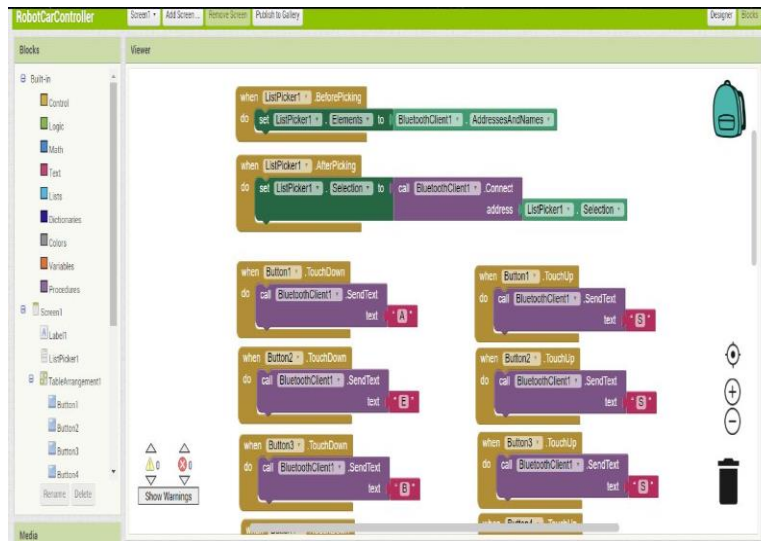 RobotCarController Screen1 Add Screen... Remove Screen Publish to Gallery Designer Blocks
Blocks
Viewer
Built-in
Control
Logic
Math
Text
Lists
Dictionaries
Colors
Variables
Procedures
Screen1
Label1
ListPicker1
TableArrangement1
Button1
Button2
Button3
Button4
Rename Delete
Media
when ListPicker1 .BeforePicking
do set ListPicker1 . Elements to BluetoothClient1 . AddressesAndNames
when ListPicker1 .AfterPicking
do set ListPicker1 . Selection to call BluetoothClient1 .Connect
address ListPicker1 . Selection
when Button1 .TouchDown
do call BluetoothClient1 .SendText
text " A "
when Button1 .TouchUp
do call BluetoothClient1 .SendText
text " S "
when Button2 .TouchDown
do call BluetoothClient1 .SendText
text " E "
when Button2 .TouchUp
do call BluetoothClient1 .SendText
text " S "
when Button3 .TouchDown
do call BluetoothClient1 .SendText
text " B "
when Button3 .TouchUp
do call BluetoothClient1 .SendText
text " S "
when Button4 .TouchUp
0 0
Show Warnings